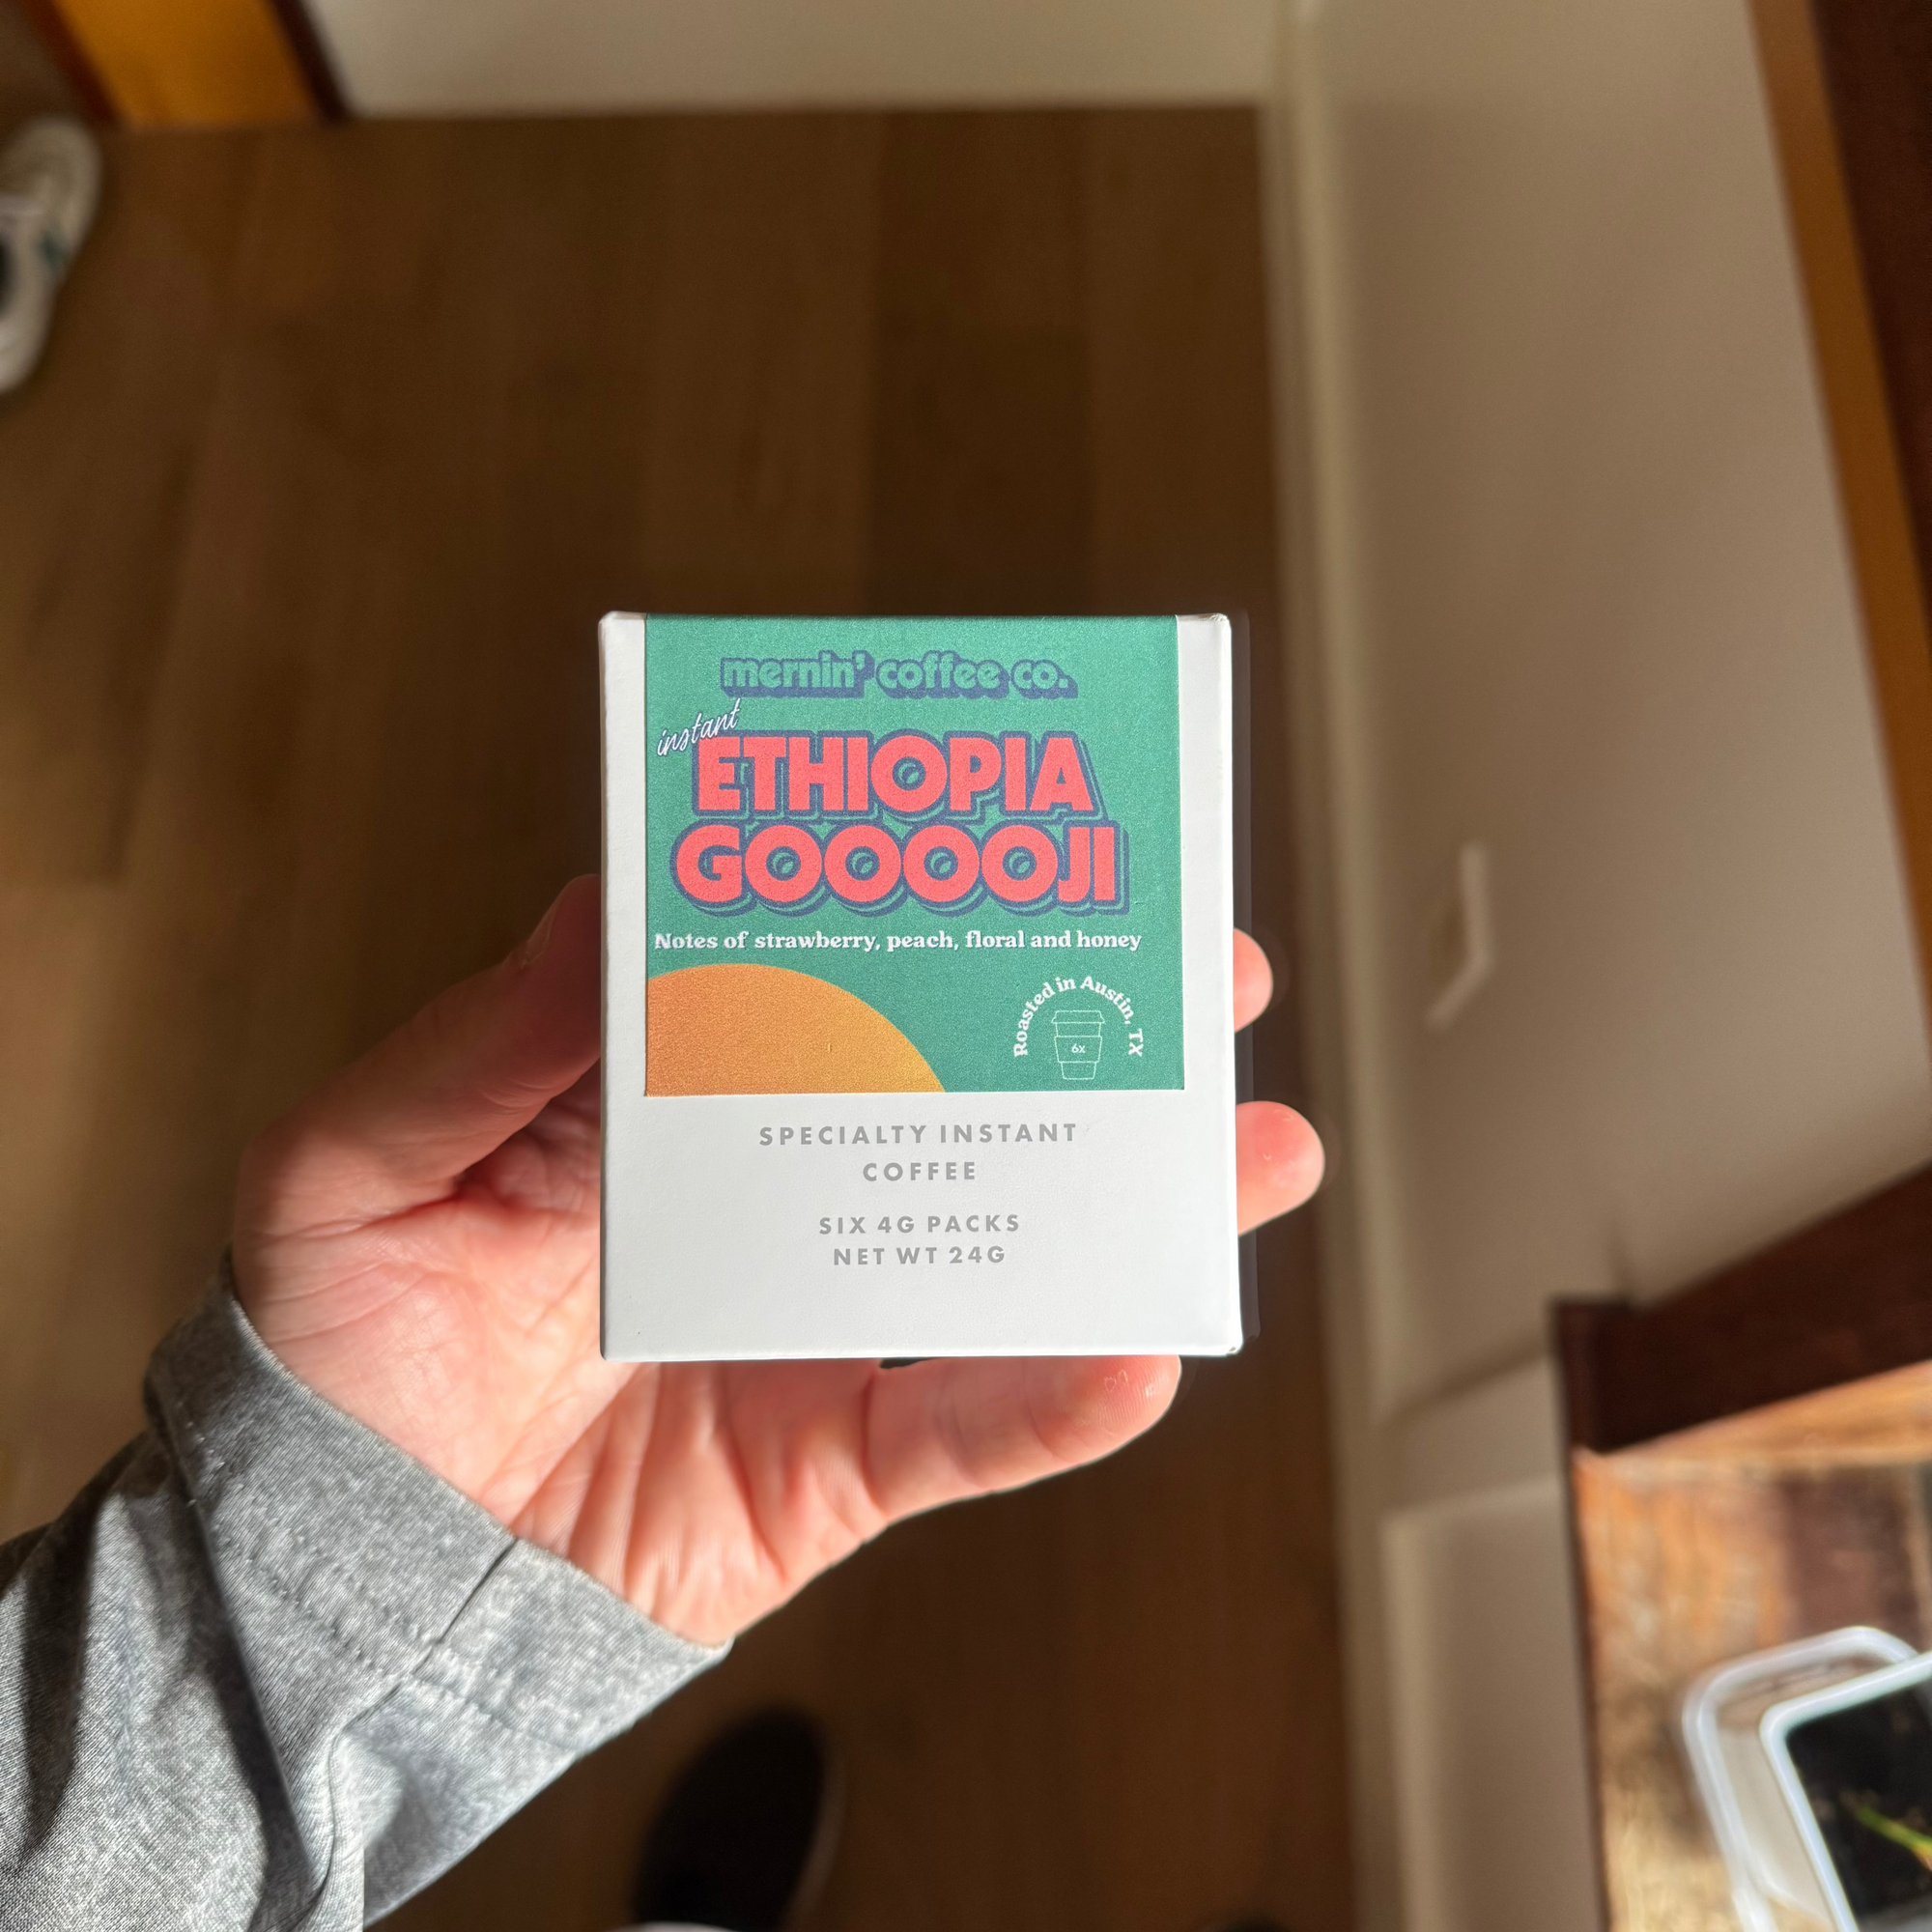 mernin' coffee co.
instant
ETHIOPIA
GOOOOJI
Notes of strawberry, peach, floral and honey
Roasted in Austin, TX
6x
SPECIALTY INSTANT
COFFEE
SIX 4G PACKS
NET WT 24G